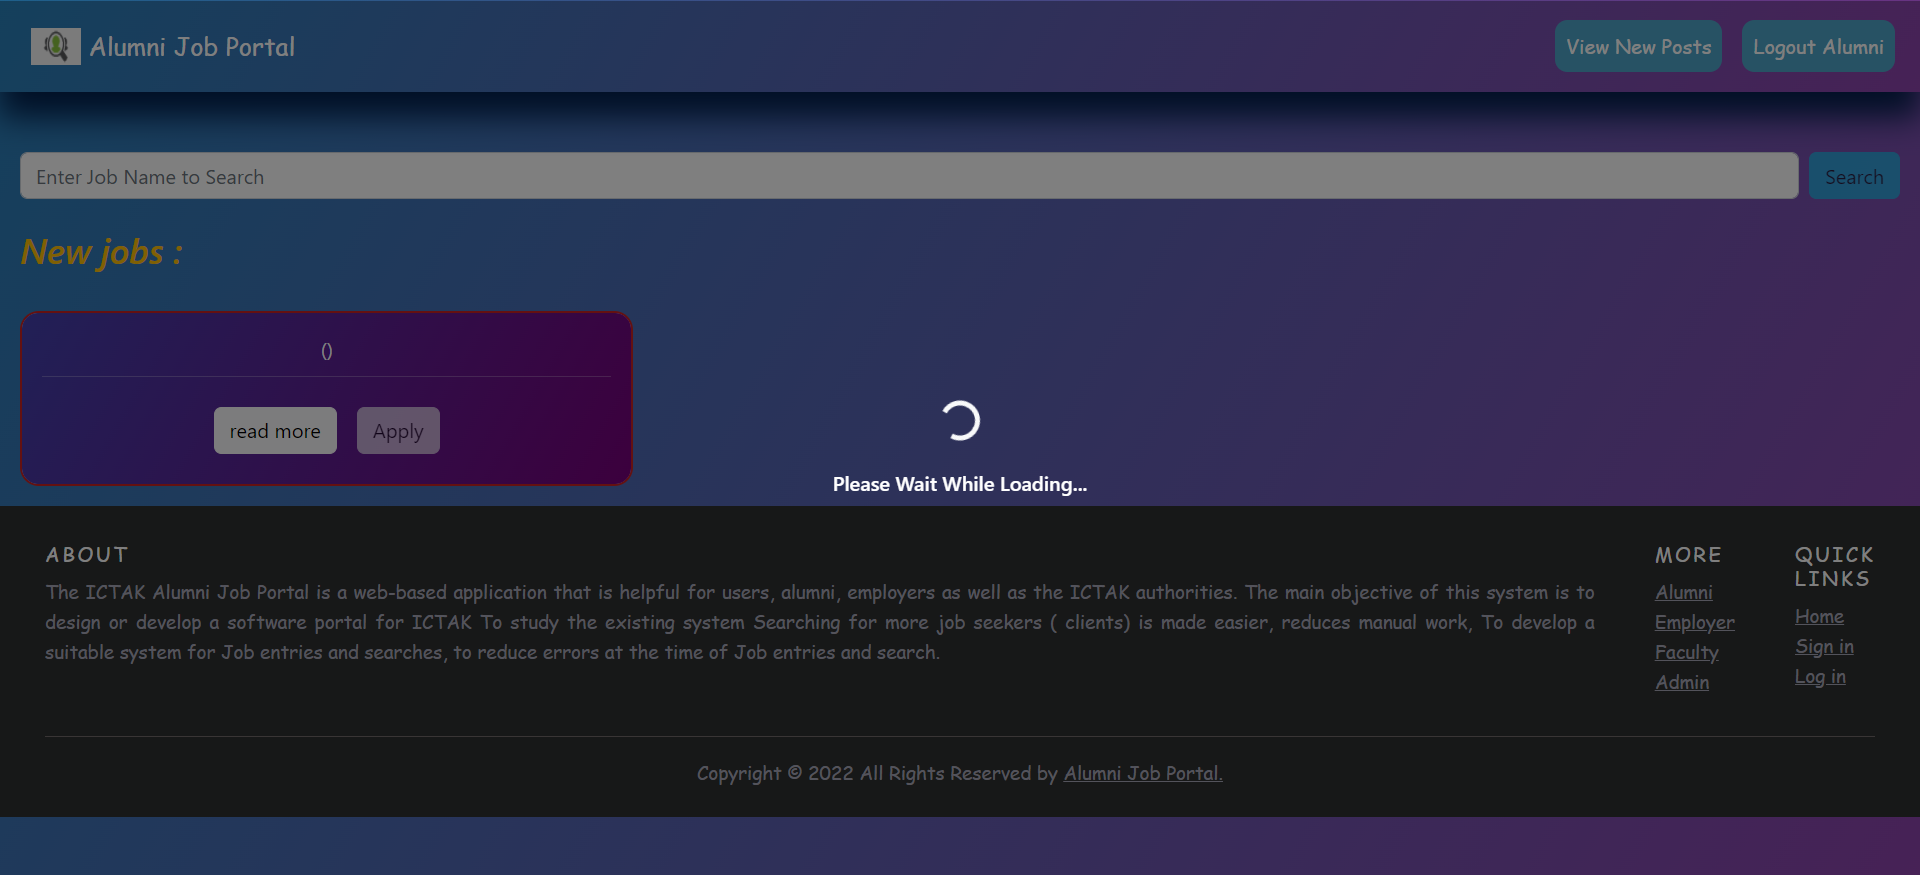 Alumni Job Portal
View New Posts
Logout Alumni
Enter Job Name to Search
Search
New jobs :
()
read more
Apply
Please Wait While Loading...
ABOUT
The ICTAK Alumni Job Portal is a web-based application that is helpful for users, alumni, employers as well as the ICTAK authorities. The main objective of this system is to
design or develop a software portal for ICTAK To study the existing system Searching for more job seekers ( clients) is made easier, reduces manual work, To develop a
suitable system for Job entries and searches, to reduce errors at the time of Job entries and search.
MORE
Alumni
Employer
Faculty
Admin
QUICK
LINKS
Home
Sign in
Log in
Copyright © 2022 All Rights Reserved by Alumni Job Portal.